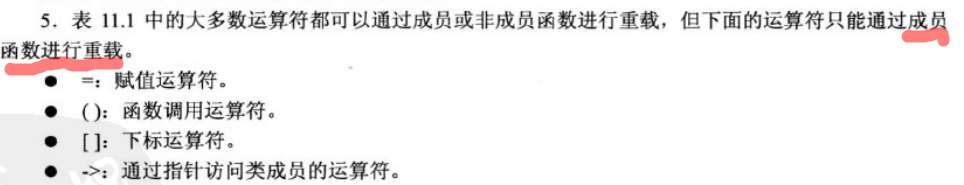 5．表 11.1 中的大多数运算符都可以通过成员或非成员函数进行重载，但下面的运算符只能通过成员
函数进行重载。
● =：赋值运算符。
● ( )：函数调用运算符。
● [ ]：下标运算符。
● ->：通过指针访问类成员的运算符。